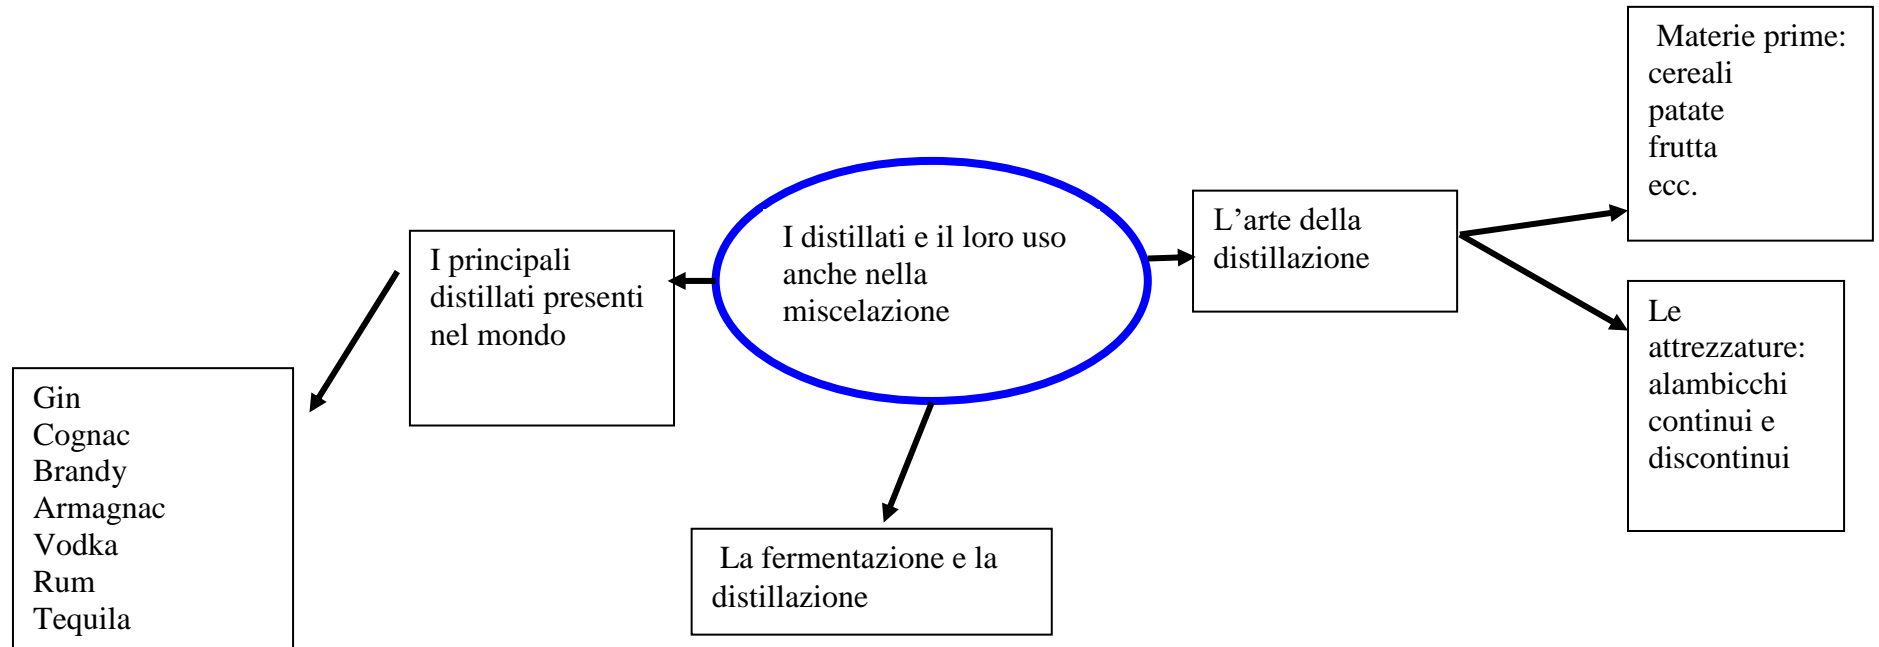 Materie prime:
cereali
patate
frutta
ecc.
L'arte della
distillazione
I distillati e il loro uso
anche nella
miscelazione
I principali
distillati presenti
nel mondo
Le
attrezzature:
alambicchi
continui e
discontinui
Gin
Cognac
Brandy
Armagnac
Vodka
Rum
Tequila
La fermentazione e la
distillazione